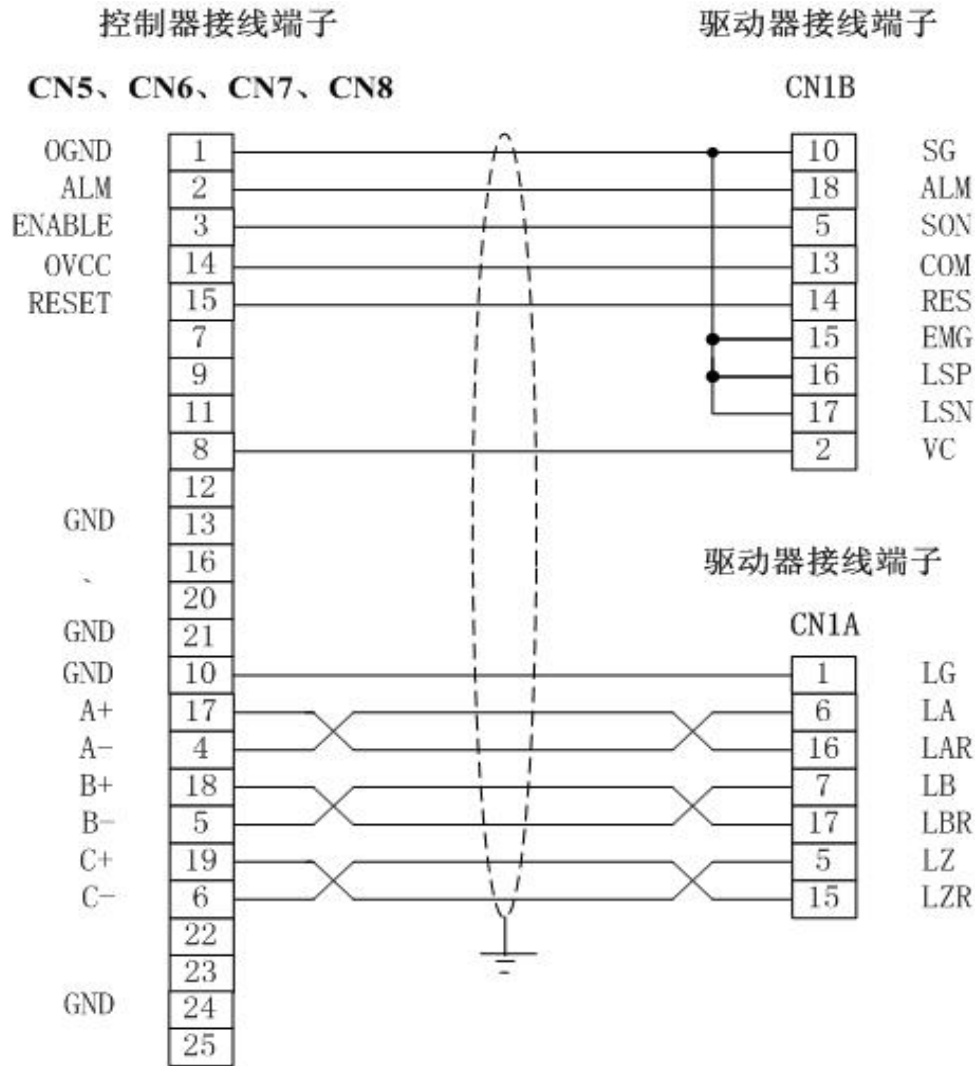 控制器接线端子
驱动器接线端子
CN5、CN6、CN7、CN8
CN1B
OGND 1 10 SG
ALM 2 18 ALM
ENABLE 3 5 SON
OVCC 14 13 COM
RESET 15 14 RES
7 15 EMG
9 16 LSP
11 17 LSN
8 2 VC
12
GND 13
16
驱动器接线端子
、
20
GND 21
CN1A
GND 10 1 LG
A+ 17 6 LA
A- 4 16 LAR
B+ 18 7 LB
B- 5 17 LBR
C+ 19 5 LZ
C- 6 15 LZR
22
23
GND 24
25